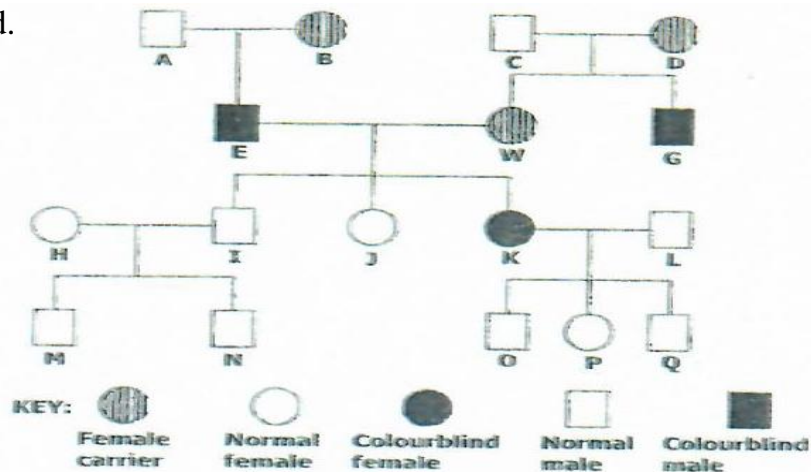 d.
A B C D
E W G
H I J K L
M N O P Q
KEY:
Female carrier Normal female Colourblind female Normal male Colourblind male